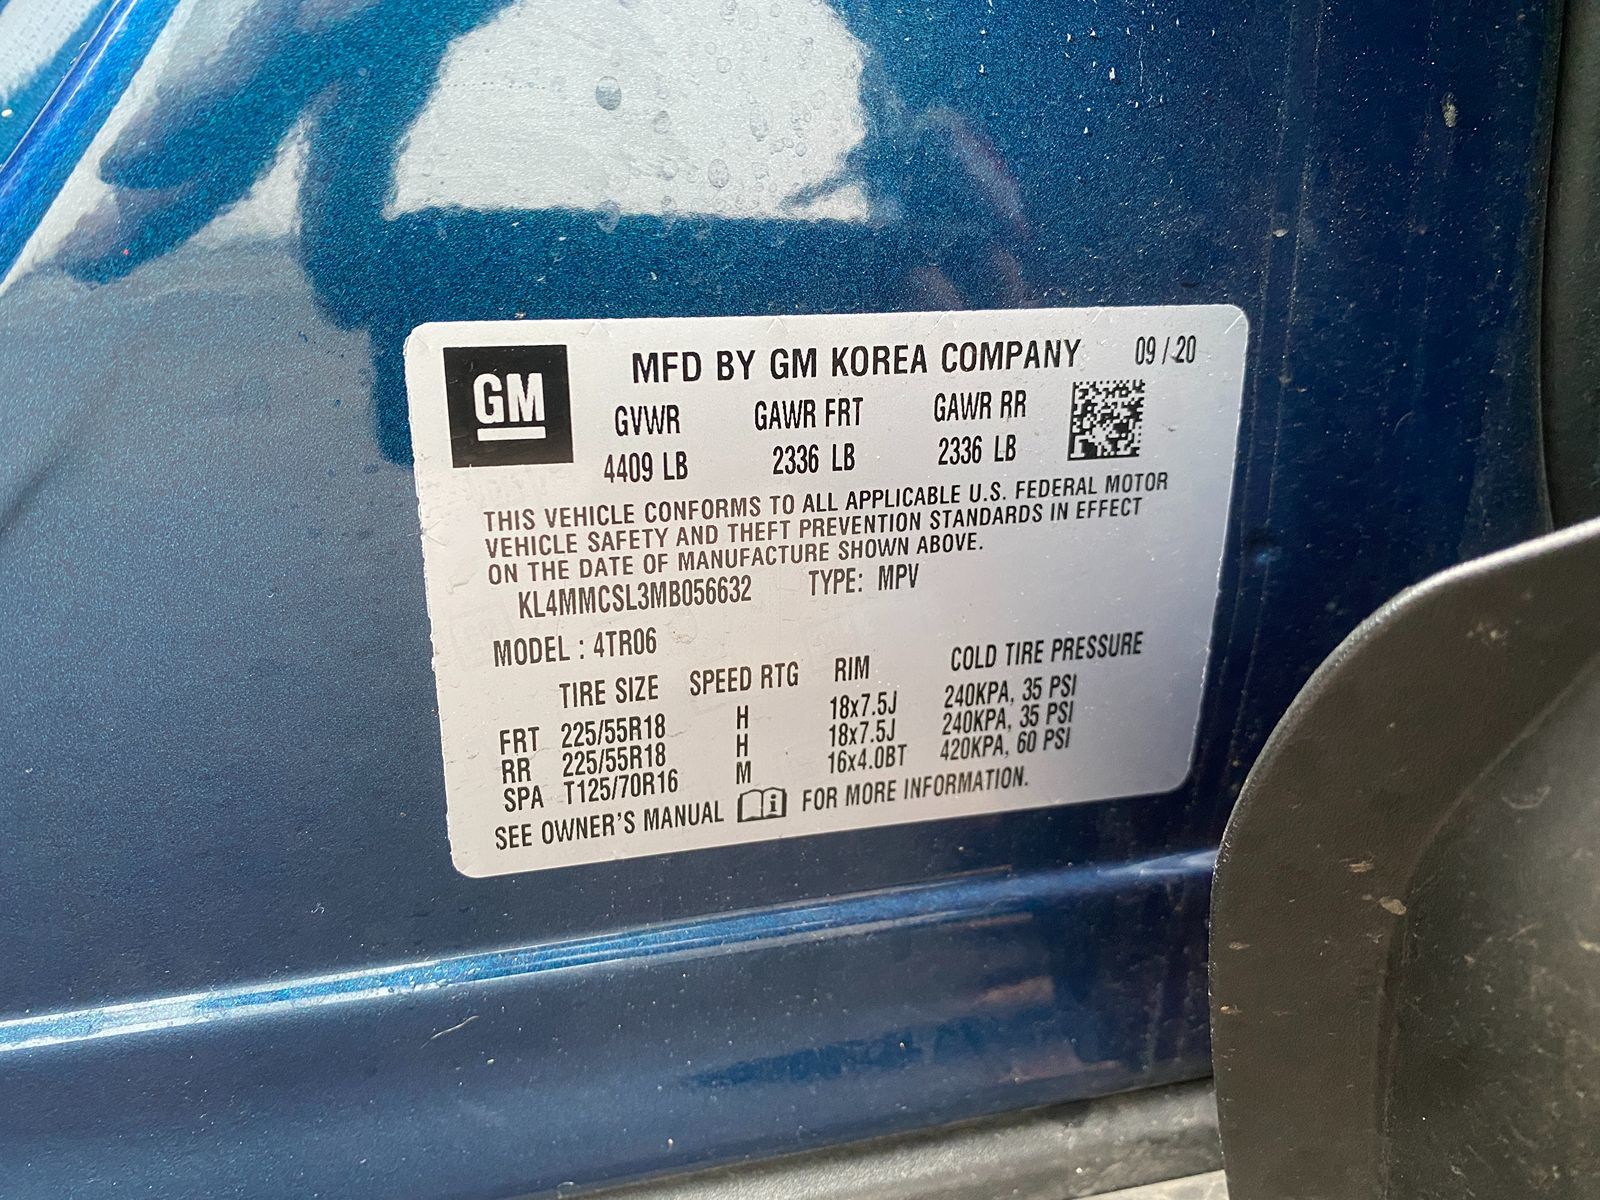 GM
MFD BY GM KOREA COMPANY 09 / 20
GVWR GAWR FRT GAWR RR
4409 LB 2336 LB 2336 LB
THIS VEHICLE CONFORMS TO ALL APPLICABLE U.S. FEDERAL MOTOR
VEHICLE SAFETY AND THEFT PREVENTION STANDARDS IN EFFECT
ON THE DATE OF MANUFACTURE SHOWN ABOVE.
KL4MMCSL3MB056632 TYPE: MPV
MODEL : 4TR06
TIRE SIZE SPEED RTG RIM COLD TIRE PRESSURE
FRT 225/55R18 H 18x7.5J 240KPA, 35 PSI
RR 225/55R18 H 18x7.5J 240KPA, 35 PSI
SPA T125/70R16 M 16x4.0BT 420KPA, 60 PSI
SEE OWNER'S MANUAL i FOR MORE INFORMATION.